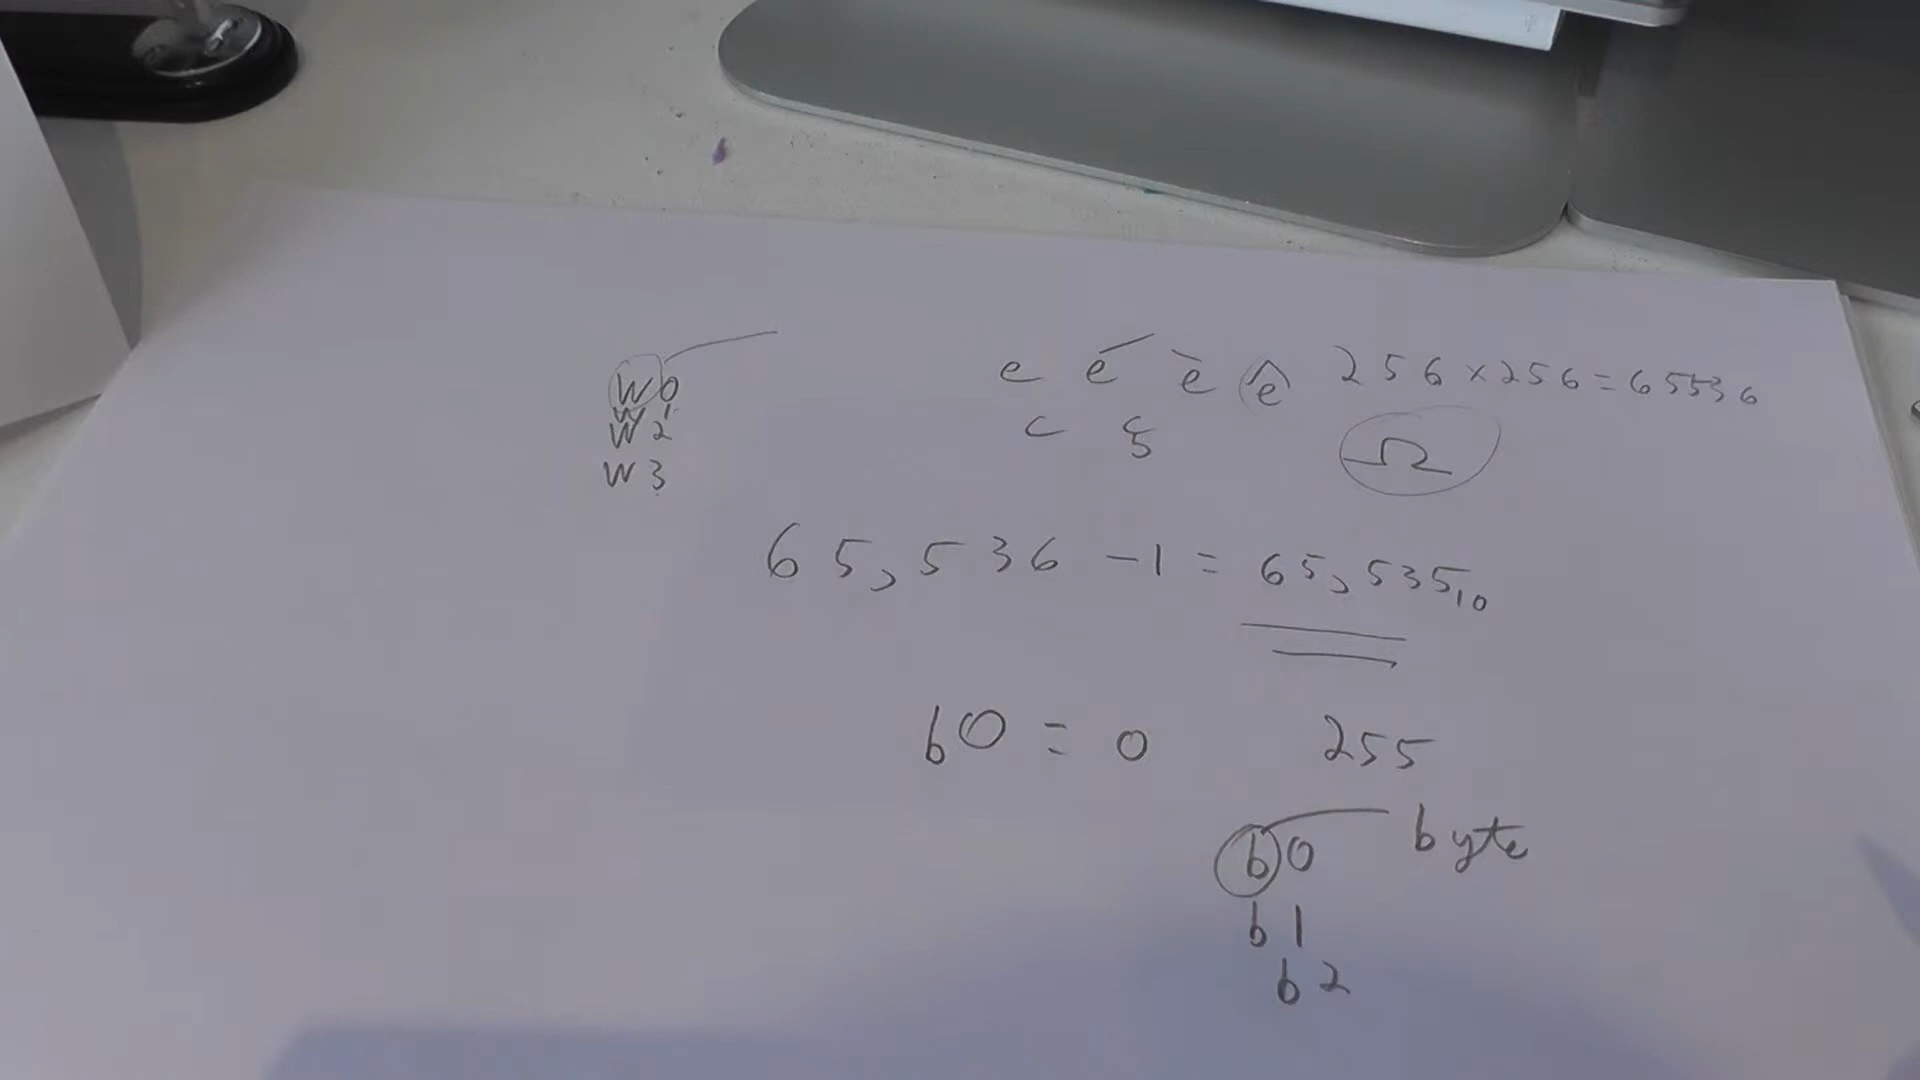 W0
W1
W2
W3
e é è ê 256×256=65536
c ç Ω
65,536 -1 = 65,535₁₀
b0 = 0 255
b0 byte
b1
b2